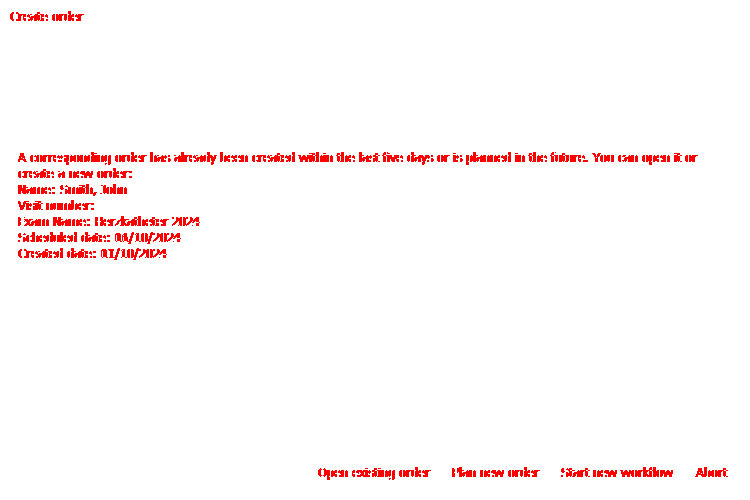 Create order
A corresponding order has already been created within the last five days or is planned in the future. You can open it or
create a new order:
Name: Smith, John
Visit number:
Exam Name: Herzkatheter 2024
Scheduled date: 04/10/2024
Created date: 01/10/2024
Open existing order Plan new order Start new workflow Abort